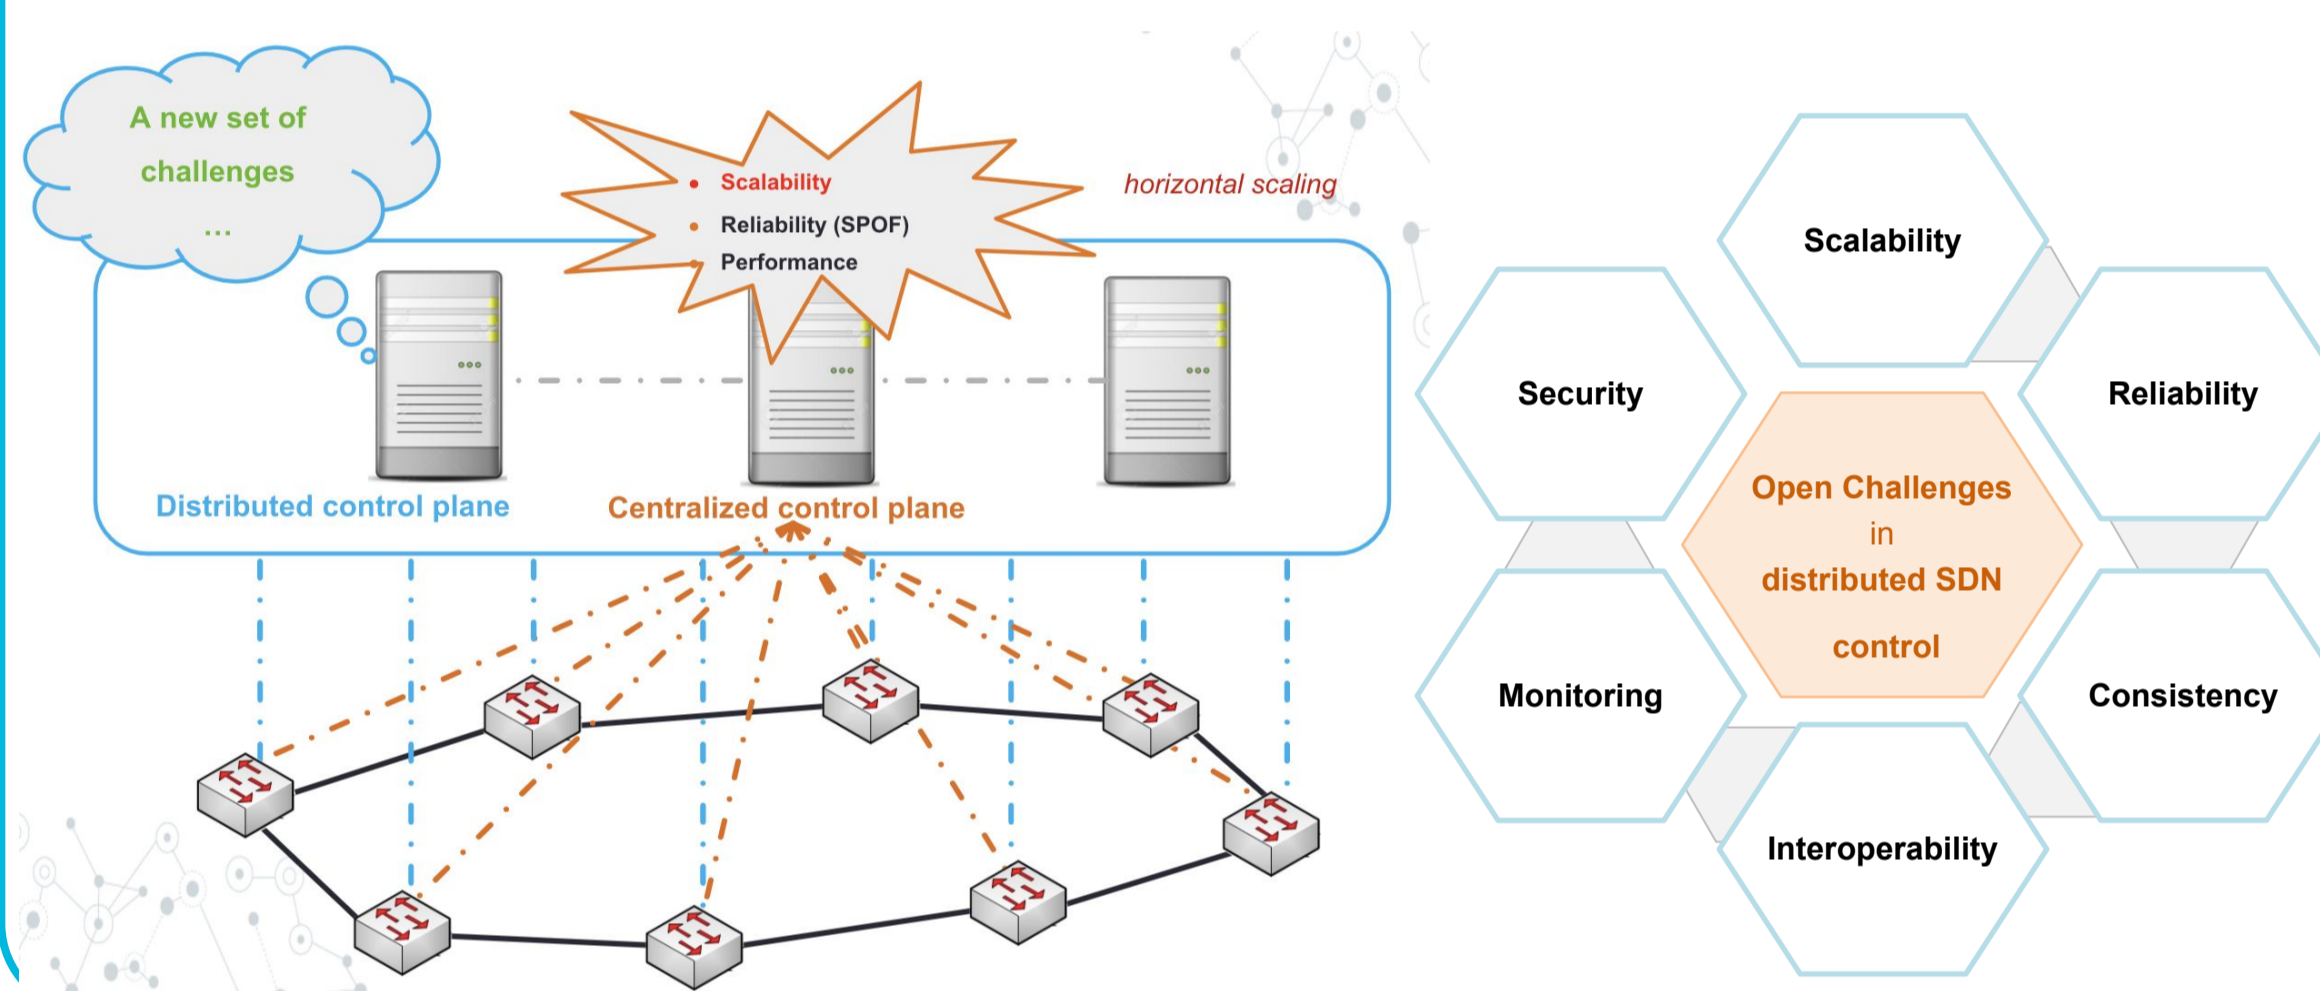 A new set of
challenges
...
• Scalability
• Reliability (SPOF)
• Performance
horizontal scaling
Distributed control plane
Centralized control plane
Scalability
Security
Reliability
Open Challenges
in
distributed SDN
control
Monitoring
Consistency
Interoperability